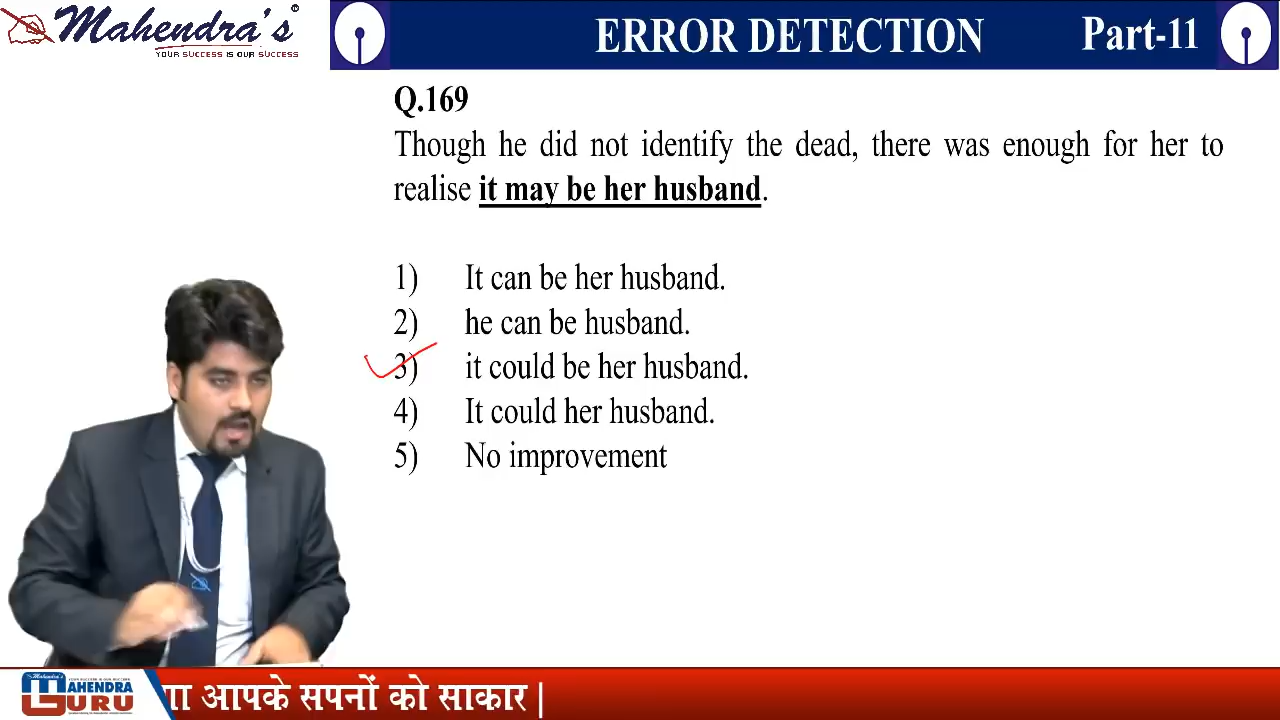 Mahendra's
YOUR SUCCESS IS OUR SUCCESS
ERROR DETECTION
Part-11
Q.169
Though he did not identify the dead, there was enough for her to
realise it may be her husband.
1) It can be her husband.
2) he can be husband.
3) it could be her husband.
4) It could her husband.
5) No improvement
Mahendra's
MAHENDRA
GURU
आपके सपनों को साकार |